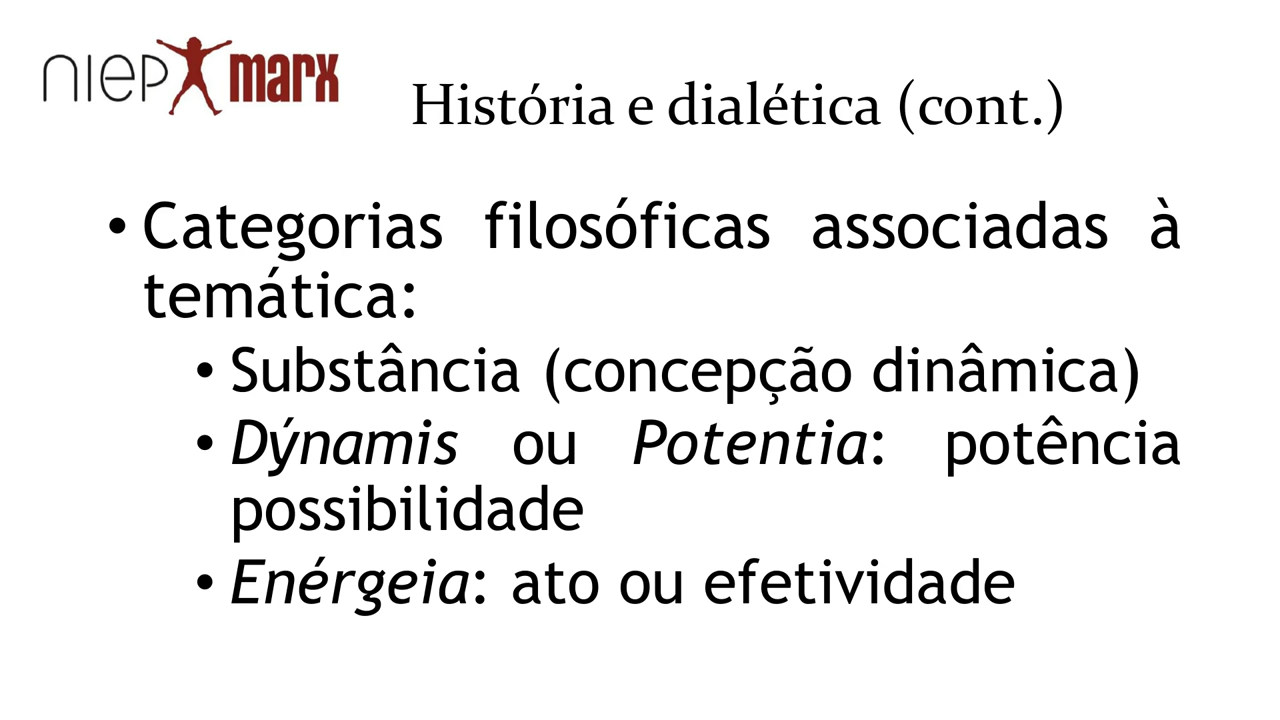 NIEP marx
História e dialética (cont.)
• Categorias filosóficas associadas à
temática:
• Substância (concepção dinâmica)
• Dýnamis ou Potentia: potência
possibilidade
• Enérgeia: ato ou efetividade